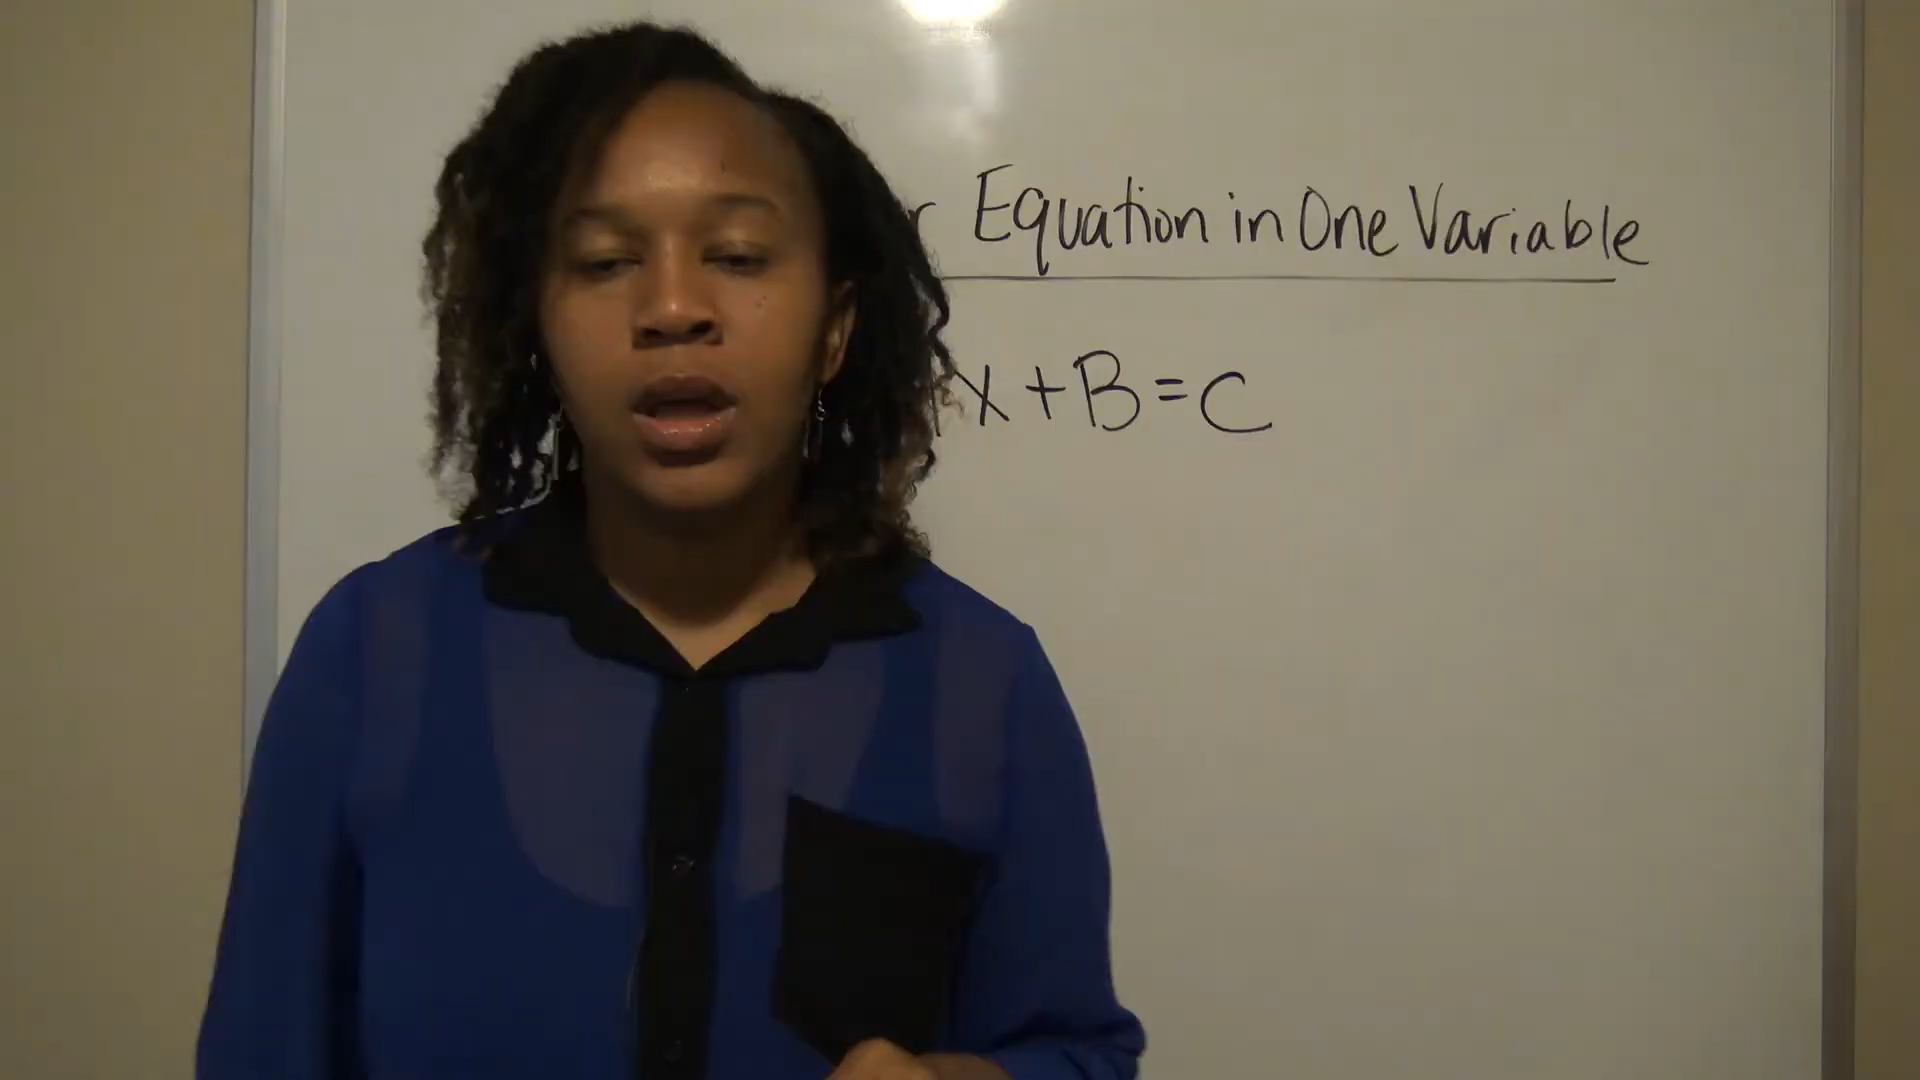 Equation in One Variable
X + B = C